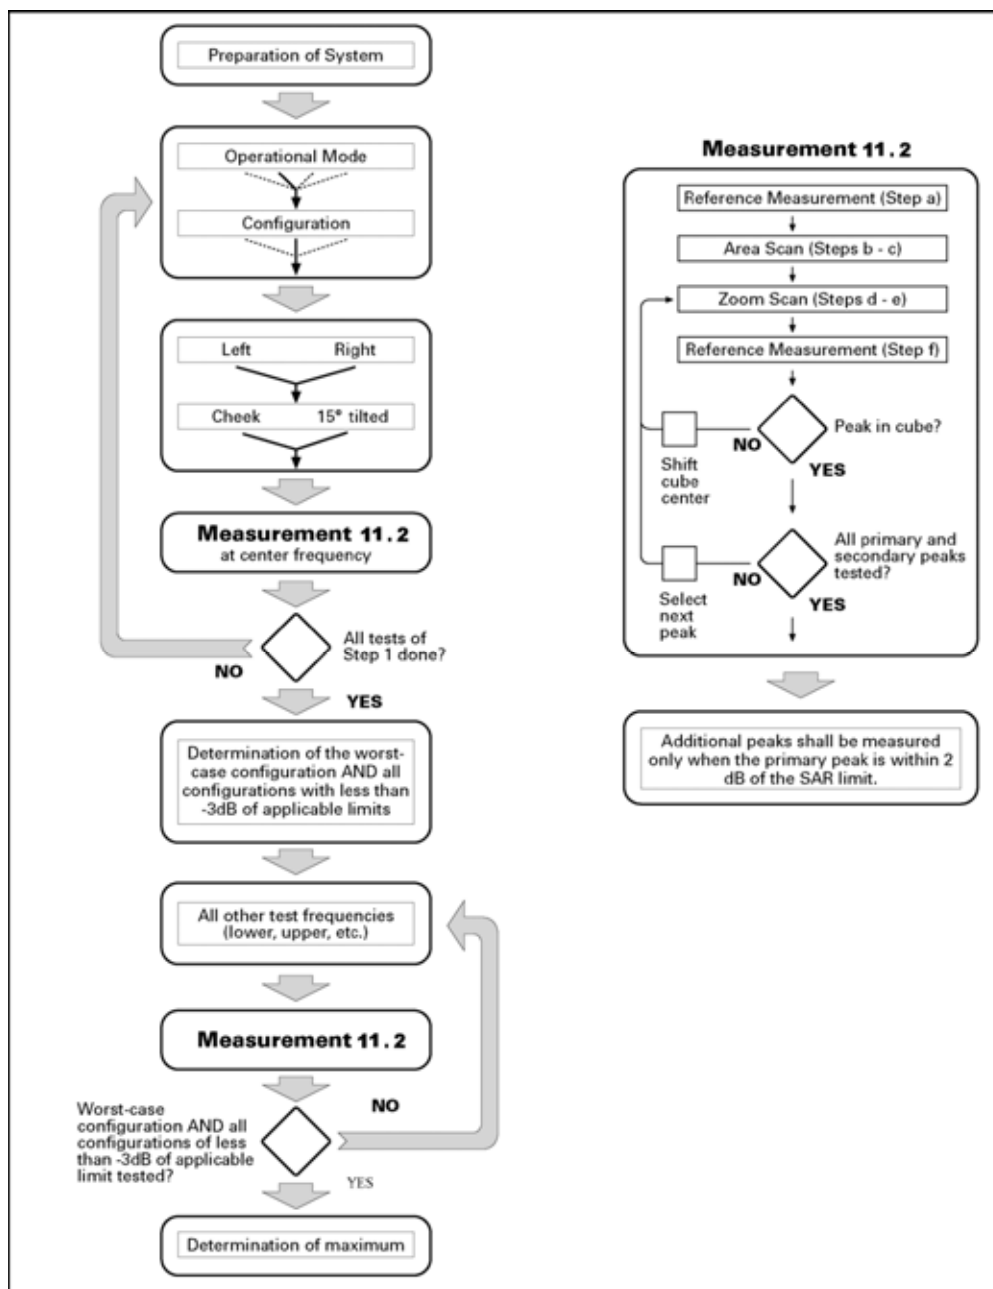 Preparation of System
Operational Mode
Configuration
Left Right
Cheek 15° tilted
Measurement 11.2
at center frequency
All tests of
Step 1 done?
NO
YES
Determination of the worst-
case configuration AND all
configurations with less than
-3dB of applicable limits
All other test frequencies
(lower, upper, etc.)
Measurement 11.2
NO
Worst-case
configuration AND all
configurations of less
than -3dB of applicable
limit tested?
YES
Determination of maximum
Measurement 11.2
Reference Measurement (Step a)
Area Scan (Steps b - c)
Zoom Scan (Steps d - e)
Reference Measurement (Step f)
Peak in cube?
NO
YES
Shift
cube
center
All primary and
secondary peaks
tested?
NO
YES
Select
next
peak
Additional peaks shall be measured
only when the primary peak is within 2
dB of the SAR limit.